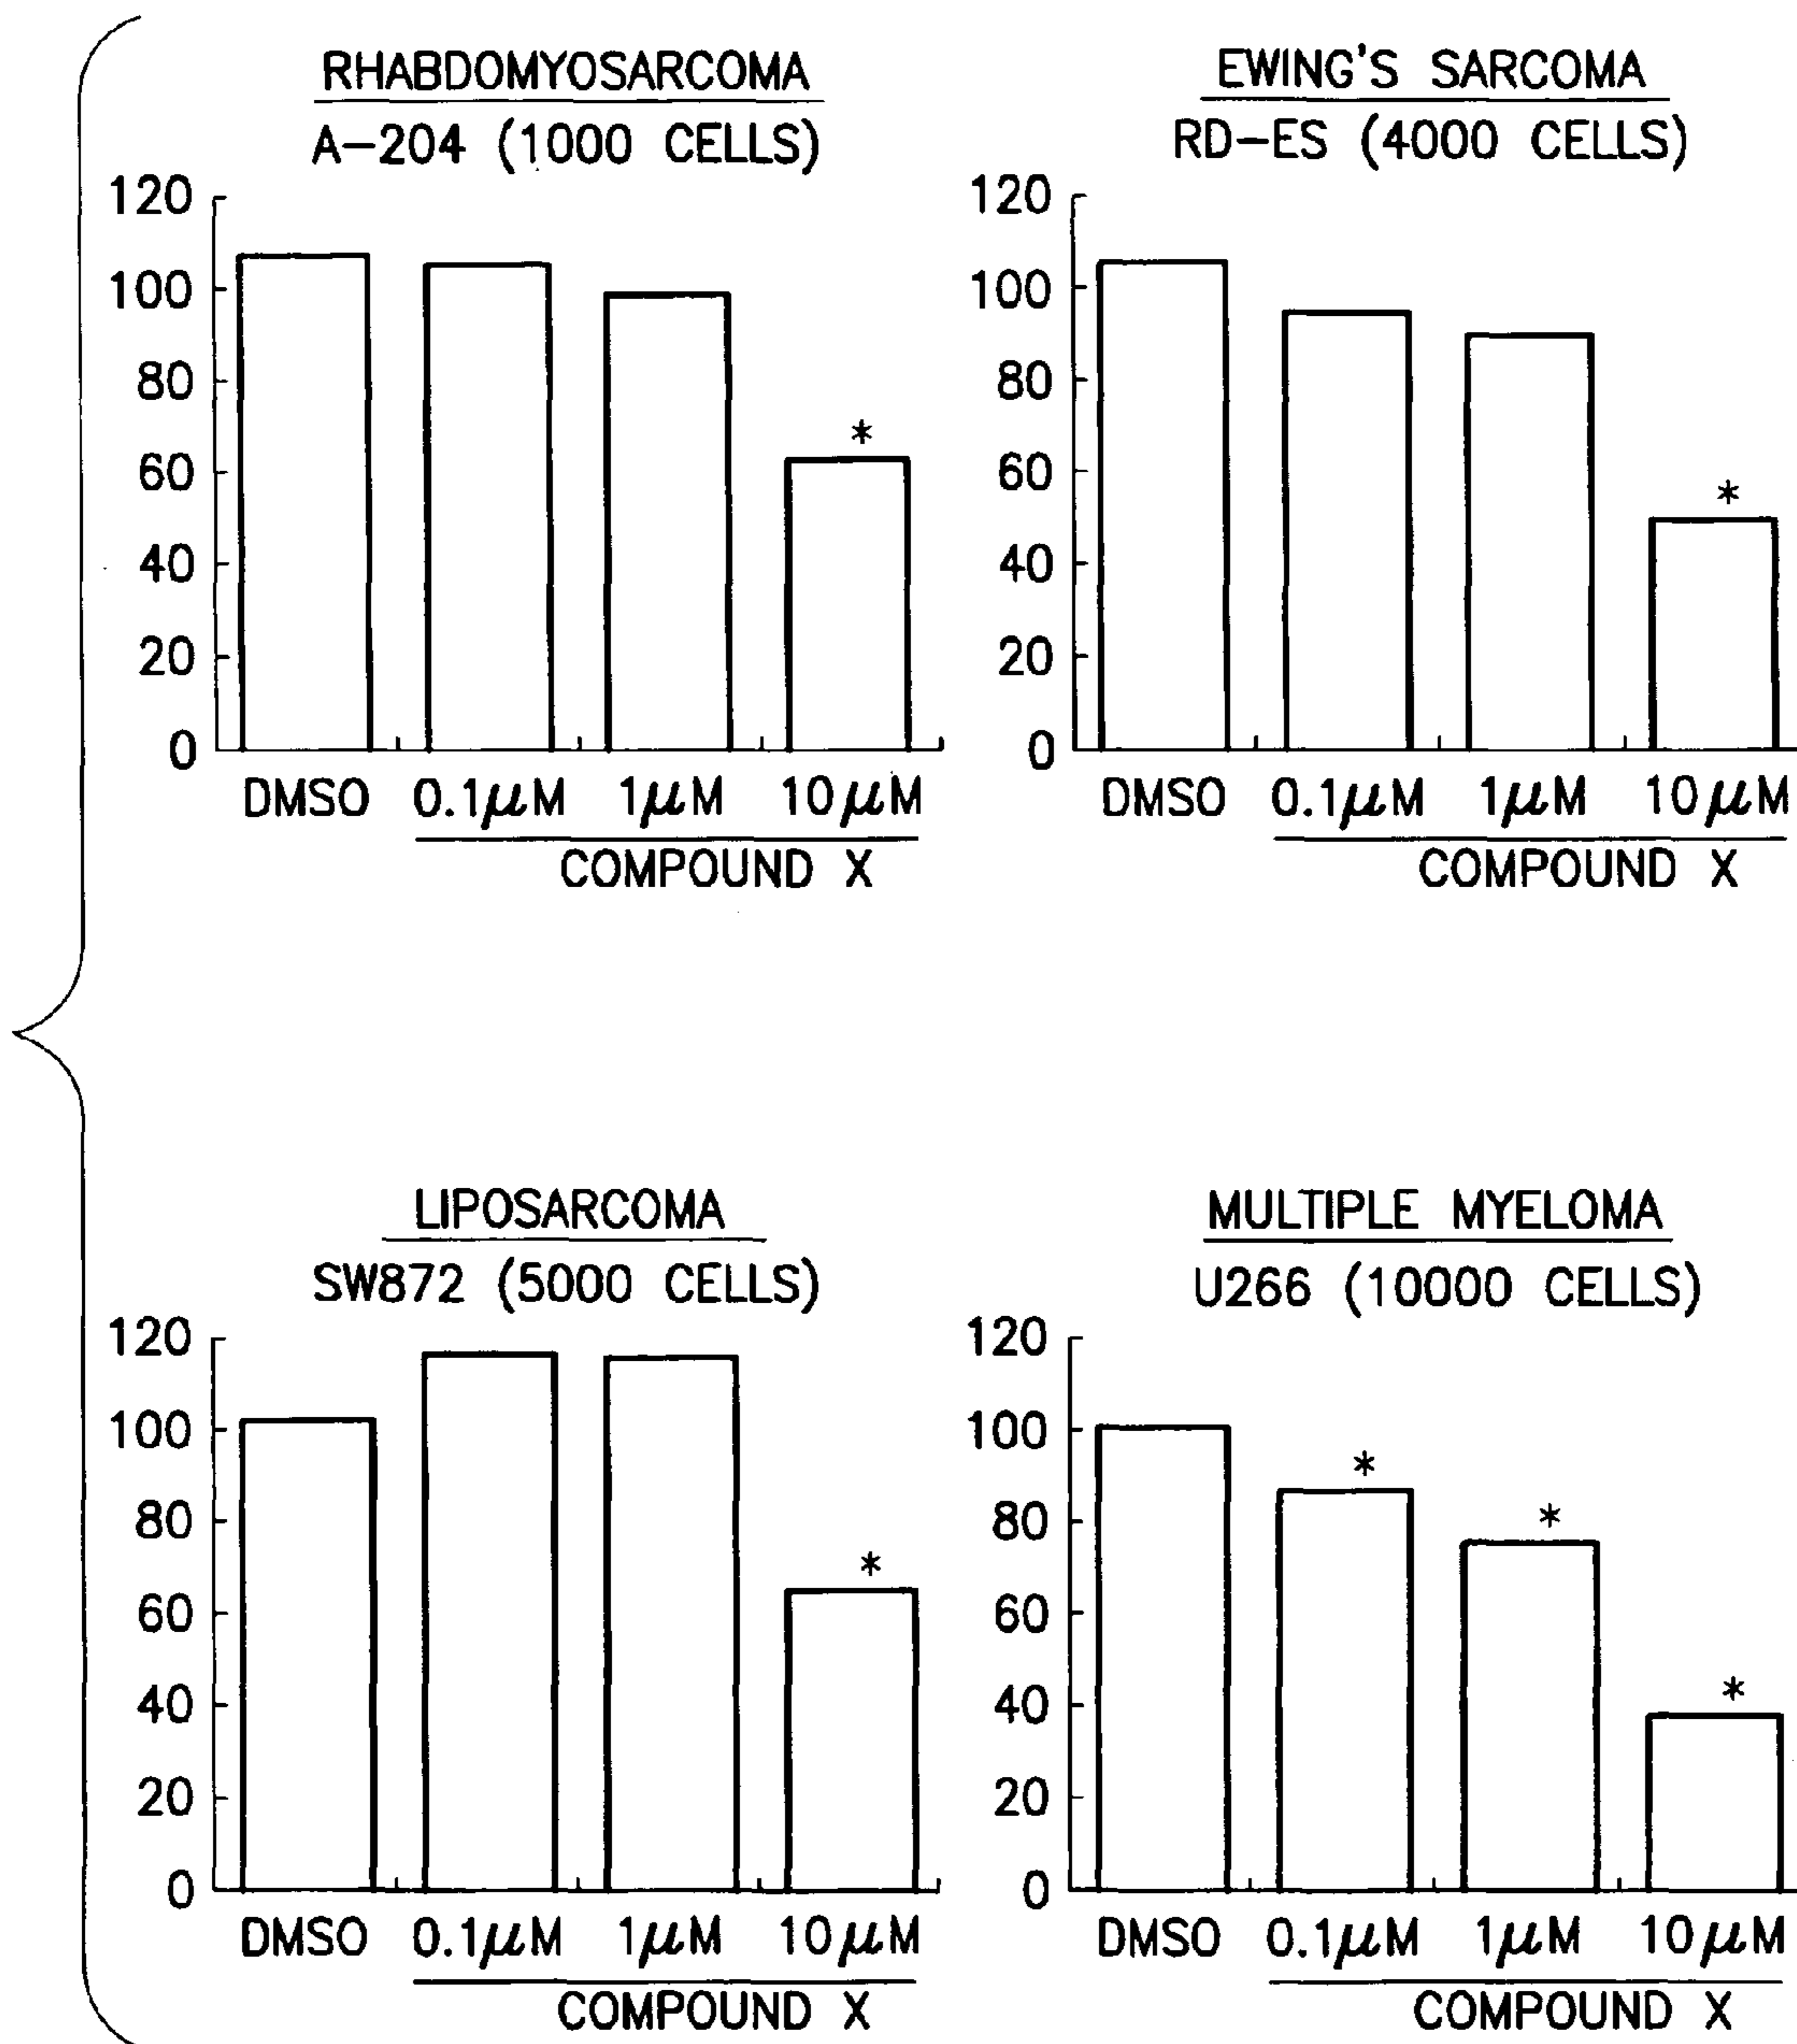 RHABDOMYOSARCOMA
A-204 (1000 CELLS)
120
100
80
60
40
20
0
*
DMSO 0.1μM 1μM 10μM
COMPOUND X
EWING'S SARCOMA
RD-ES (4000 CELLS)
120
100
80
60
40
20
0
*
DMSO 0.1μM 1μM 10μM
COMPOUND X
LIPOSARCOMA
SW872 (5000 CELLS)
120
100
80
60
40
20
0
*
DMSO 0.1μM 1μM 10μM
COMPOUND X
MULTIPLE MYELOMA
U266 (10000 CELLS)
120
100
80
60
40
20
0
* * *
DMSO 0.1μM 1μM 10μM
COMPOUND X